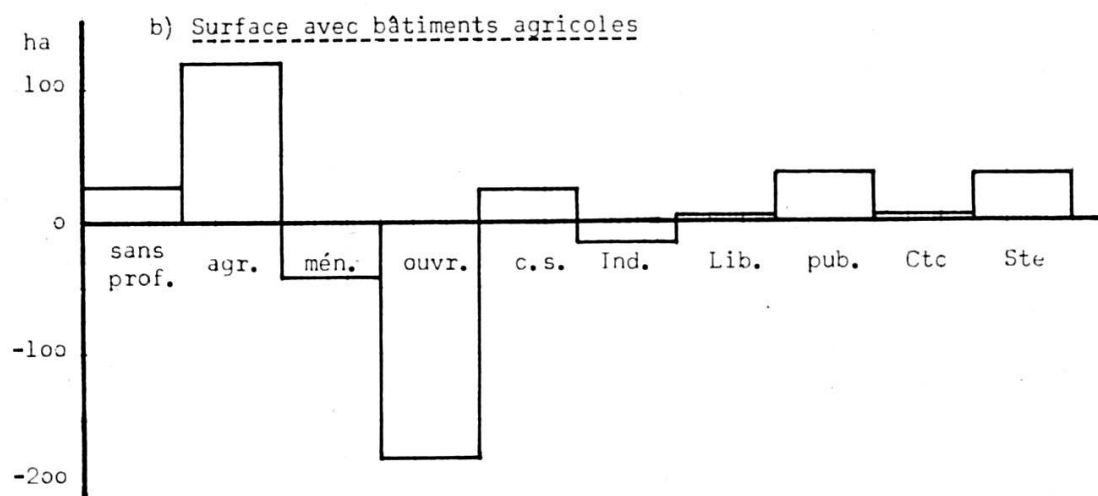 b) Surface avec bâtiments agricoles
ha
100
0
sans prof. agr. mén. ouvr. c.s. Ind. Lib. pub. Ctc Ste
-100
-200